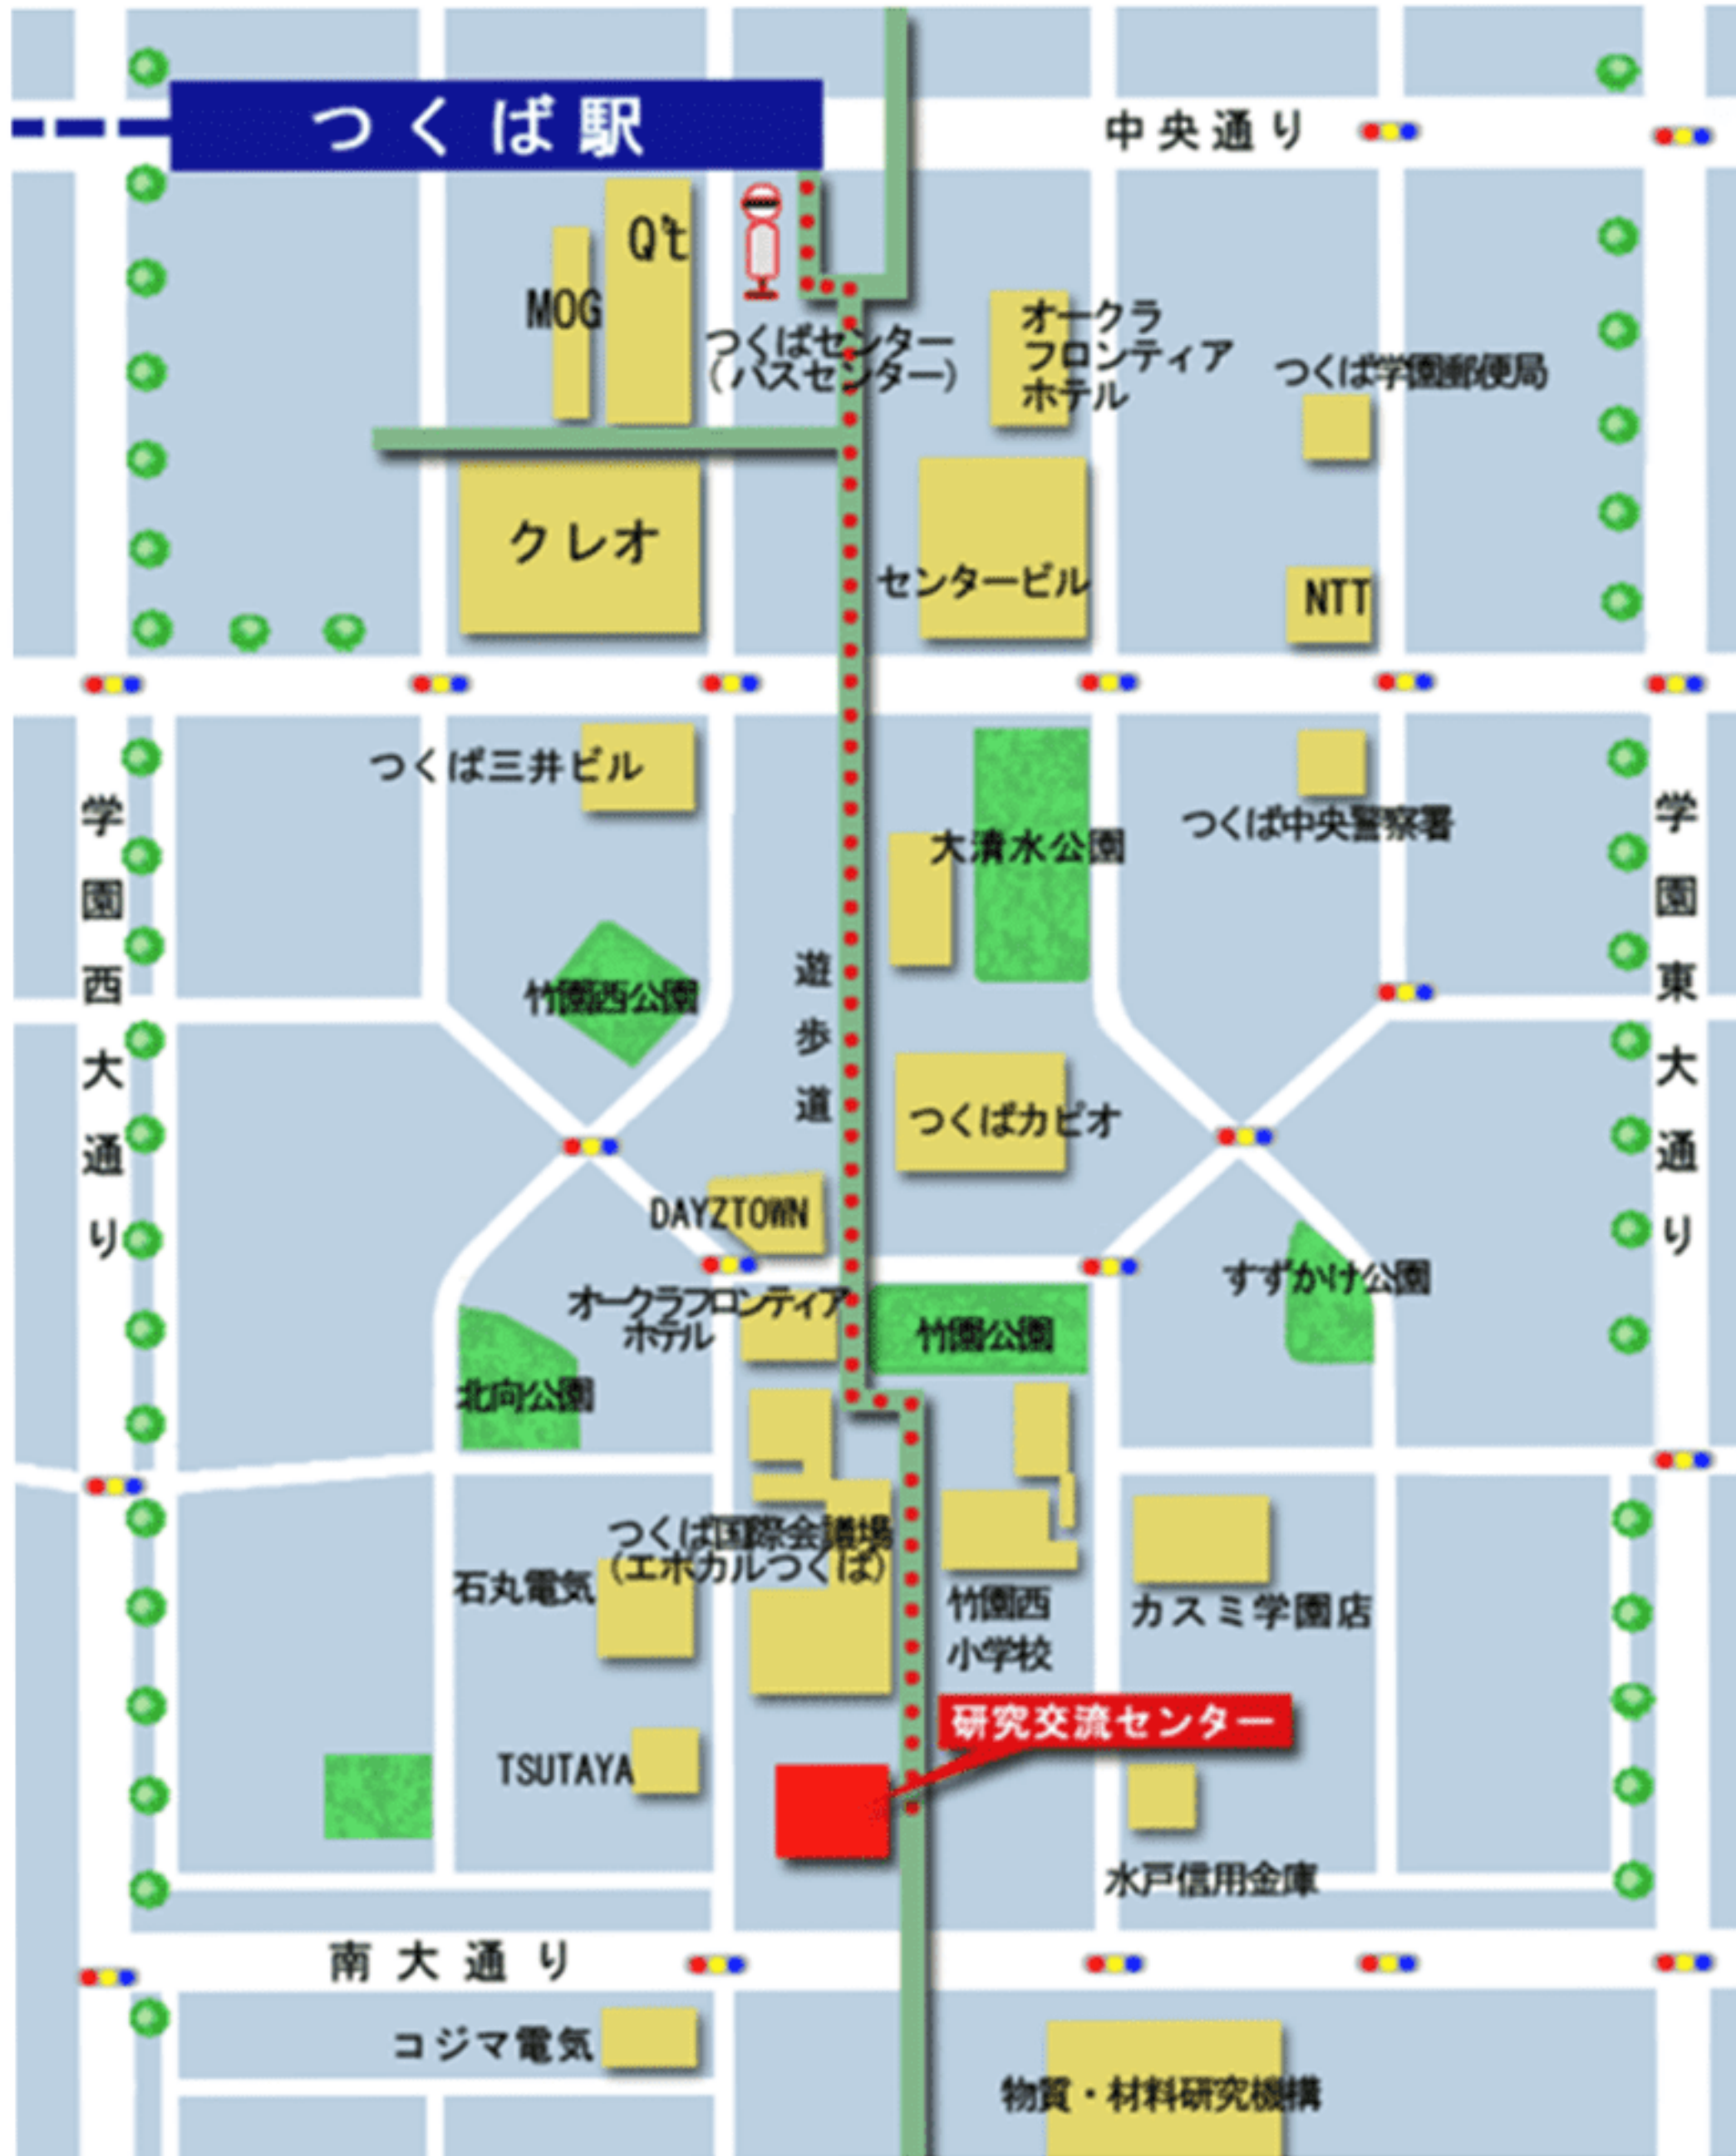 つくば駅
中央通り
Q't
MOG
つくばセンター
(バスセンター)
オークラ
フロンティア
ホテル
つくば学園郵便局
クレオ
センタービル
NTT
つくば三井ビル
大清水公園
つくば中央警察署
学園西大通り
学園東大通り
竹園西公園
遊歩道
つくばカピオ
DAYZTOWN
すずかけ公園
オークラフロンティア
ホテル
竹園公園
北向公園
つくば国際会議場
(エポカルつくば)
石丸電気
竹園西
小学校
カスミ学園店
研究交流センター
TSUTAYA
水戸信用金庫
南大通り
コジマ電気
物質・材料研究機構